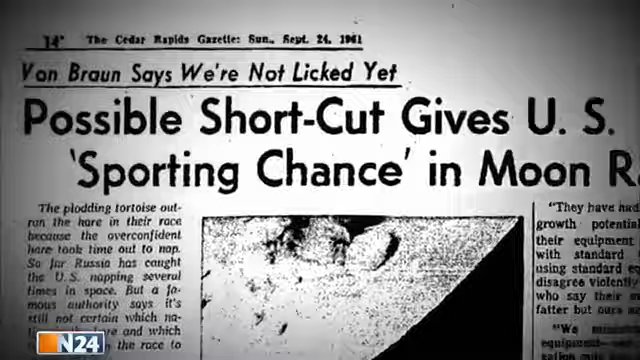 14* The Cedar Rapids Gazette: Sun., Sept. 24, 1961
Von Braun Says We're Not Licked Yet
Possible Short-Cut Gives U. S.
'Sporting Chance' in Moon R
The plodding tortoise out-
ran the hare in their race
because the overconfident
hare took time out to nap.
So far Russia has caught
the U.S. napping several
times in space. But a fa-
mous authority says it's
still not certain which na-
and which
the race to
"They have had
growth potential
their equipment
with standard
using standard eq
disagree violently
who say their m
fatter but ours a
"We
equipment
N24